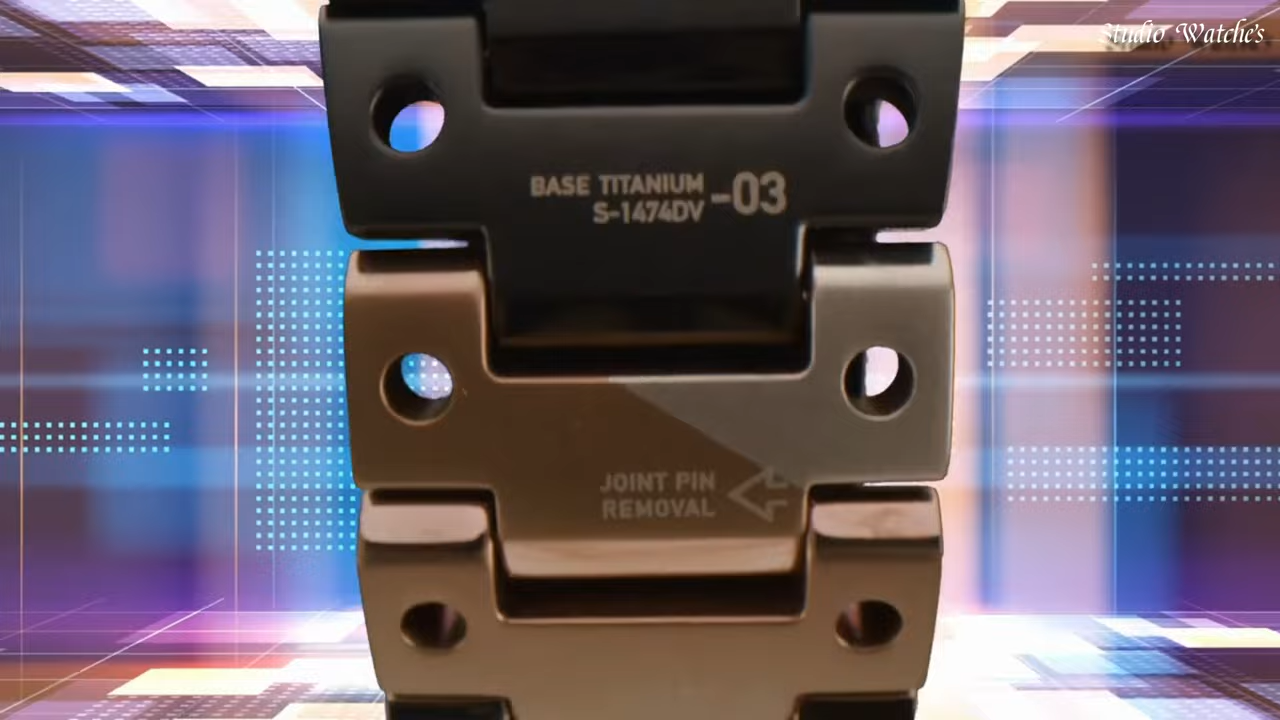 Studio Watche's
BASE TITANIUM
S-1474DV -03
JOINT PIN
REMOVAL